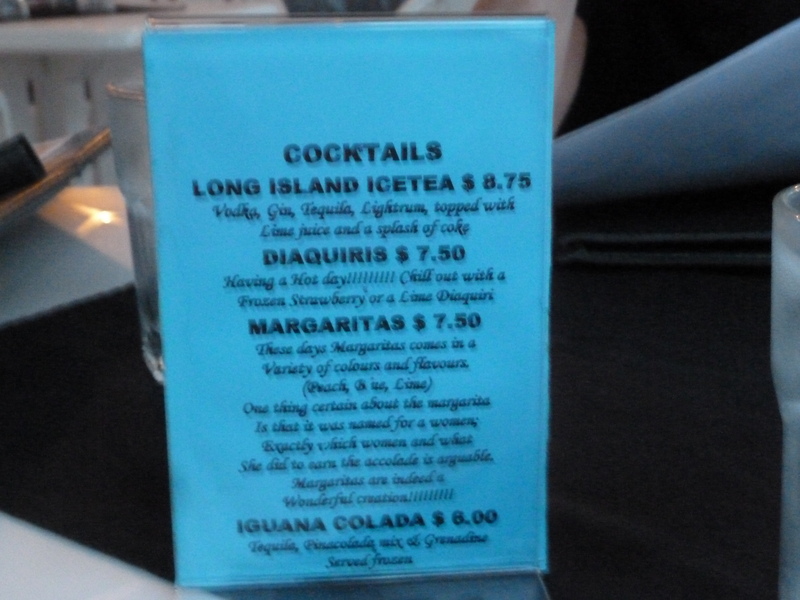 COCKTAILS
LONG ISLAND ICETEA $ 8.75
Vodka, Gin, Tequila, Lightrum, topped with
Lime juice and a splash of coke
DIAQUIRIS $ 7.50
Having a Hot day!!!!!!!!! Chill out with a
Frozen Strawberry or a Lime Diaquiri
MARGARITAS $ 7.50
These days Margaritas comes in a
Variety of colours and flavours.
(Peach, Blue, Lime)
One thing certain about the margarita
Is that it was named for a women;
Exactly which women and what
She did to earn the accolade is arguable.
Margaritas are indeed a
Wonderful creation!!!!!!!!!
IGUANA COLADA $ 6.00
Tequila, Pinacolada mix & Grenadine
Served frozen